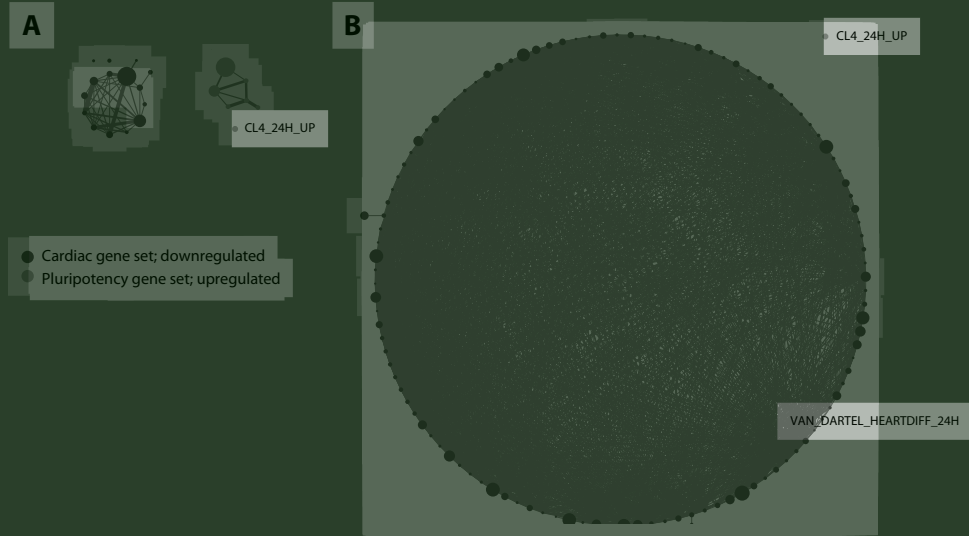 A
B
CL4_24H_UP
CL4_24H_UP
Cardiac gene set; downregulated
Pluripotency gene set; upregulated
VAN_DARTEL_HEARTDIFF_24H